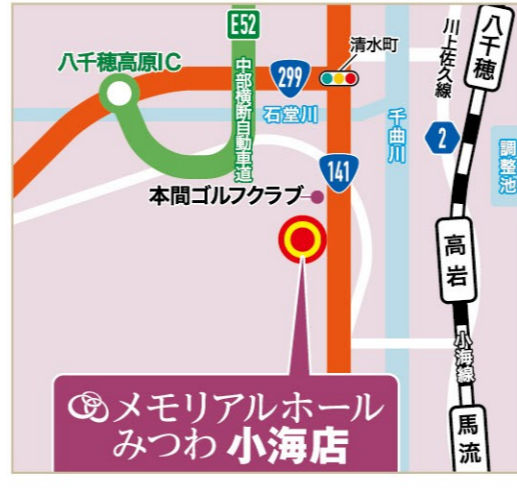 E52
八千穂高原IC
中部横断自動車道
299
清水町
石堂川
川上佐久線
八千穂
千曲川
2
調整池
141
本間ゴルフクラブ
高岩
小海線
馬流
メモリアルホール
みつわ 小海店